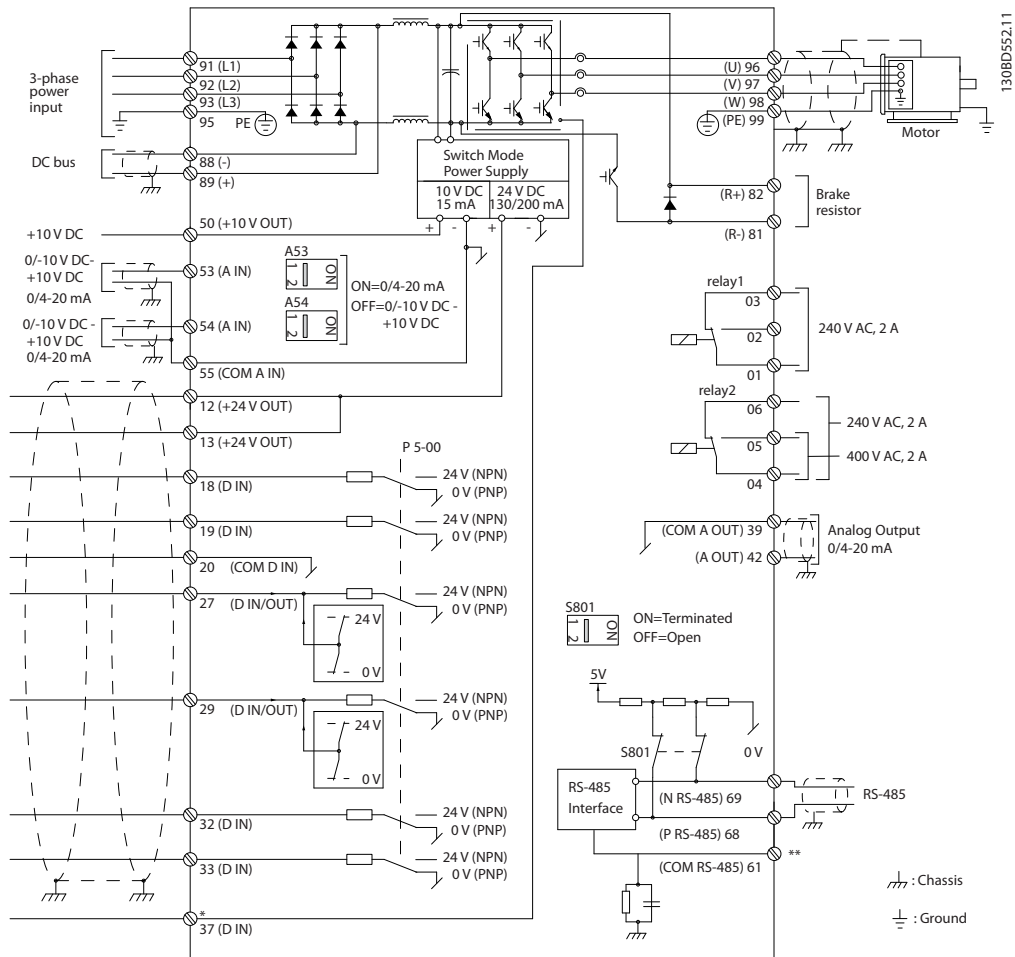 130BD552.11
3-phase
power
input
91 (L1)
92 (L2)
93 (L3)
95
PE
DC bus
88 (-)
89 (+)
50 (+10 V OUT)
+10 V DC
0/-10 V DC-
+10 V DC
0/4-20 mA
53 (A IN)
0/-10 V DC -
+10 V DC
0/4-20 mA
54 (A IN)
55 (COM A IN)
12 (+24 V OUT)
13 (+24 V OUT)
18 (D IN)
19 (D IN)
20 (COM D IN)
27 (D IN/OUT)
29 (D IN/OUT)
32 (D IN)
33 (D IN)
*
37 (D IN)
Switch Mode
Power Supply
10 V DC
15 mA
24 V DC
130/200 mA
+ - + -
A53
1 2
ON
A54
1 2
ON
ON=0/4-20 mA
OFF=0/-10 V DC -
+10 V DC
P 5-00
24 V (NPN)
0 V (PNP)
24 V (NPN)
0 V (PNP)
24 V (NPN)
0 V (PNP)
24 V
0 V
24 V (NPN)
0 V (PNP)
24 V
0 V
24 V (NPN)
0 V (PNP)
24 V (NPN)
0 V (PNP)
(U) 96
(V) 97
(W) 98
(PE) 99
Motor
(R+) 82
(R-) 81
Brake
resistor
relay1
03
02
01
240 V AC, 2 A
relay2
06
05
04
240 V AC, 2 A
400 V AC, 2 A
(COM A OUT) 39
(A OUT) 42
Analog Output
0/4-20 mA
S801
1 2
ON
ON=Terminated
OFF=Open
5V
S801
0 V
RS-485
Interface
(N RS-485) 69
(P RS-485) 68
(COM RS-485) 61
RS-485
**
: Chassis
: Ground